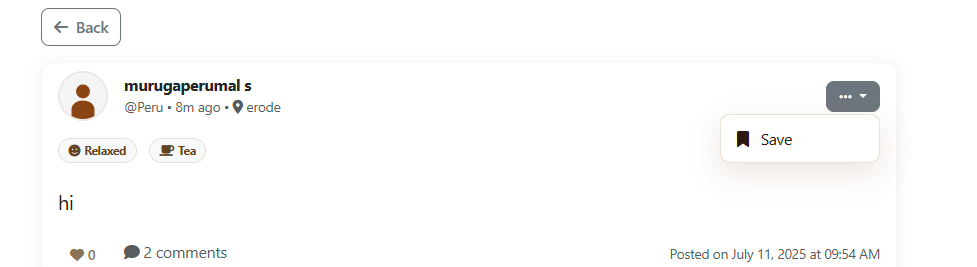 Back
murugaperumal s
@Peru • 8m ago • erode
Save
Relaxed Tea
hi
0 2 comments Posted on July 11, 2025 at 09:54 AM